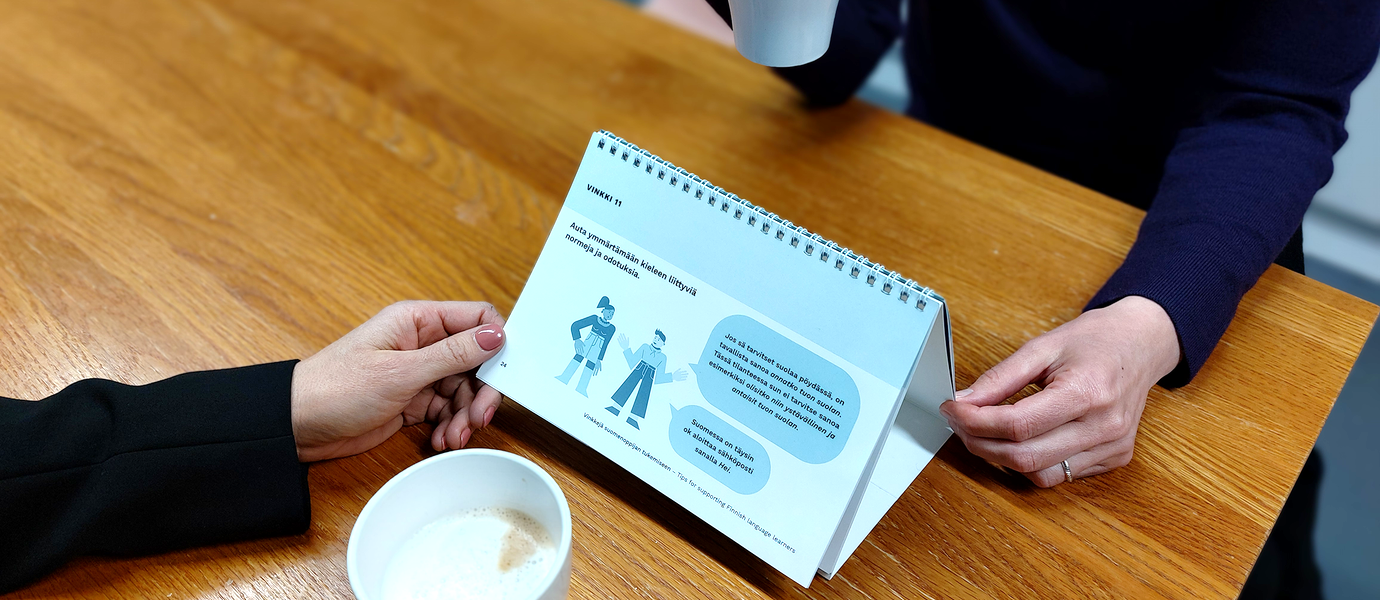 VINKKI 11
Auta ymmärtämään kieleen liittyviä
normeja ja odotuksia.
Jos sä tarvitset suolaa pöydässä, on
tavallista sanoa annatko tuon suolan.
Tässä tilanteessa sun ei tarvitse sanoa
esimerkiksi olisitko niin ystävällinen ja
antaisit tuon suolan.
Suomessa on täysin
ok aloittaa sähköposti
sanalla Hei.
24
Vinkkejä suomenoppijan tukemiseen – Tips for supporting Finnish language learners